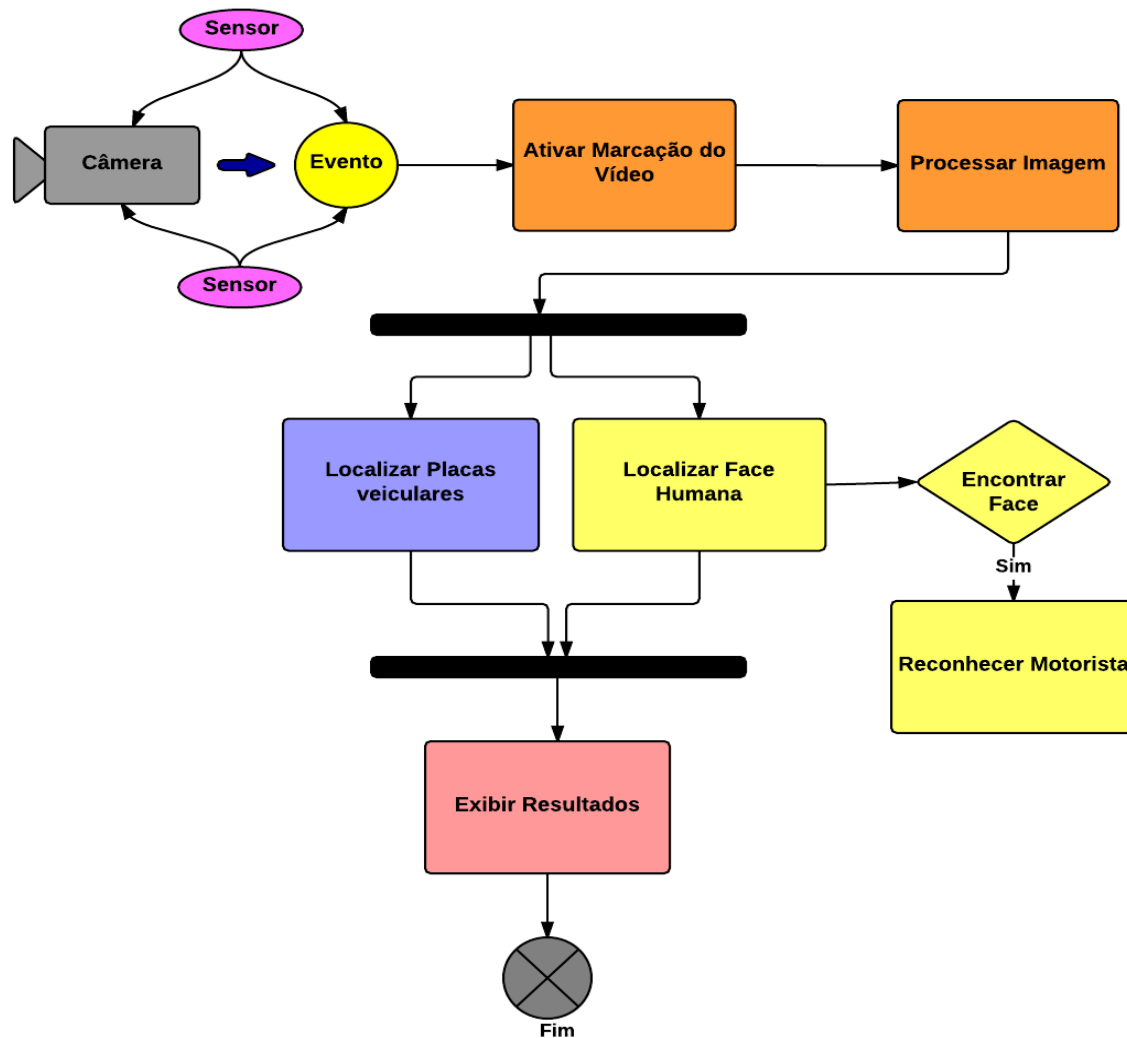 Sensor
Câmera
Evento
Ativar Marcação do
Vídeo
Processar Imagem
Sensor
Localizar Placas
veiculares
Localizar Face
Humana
Encontrar
Face
Sim
Reconhecer Motorista
Exibir Resultados
Fim